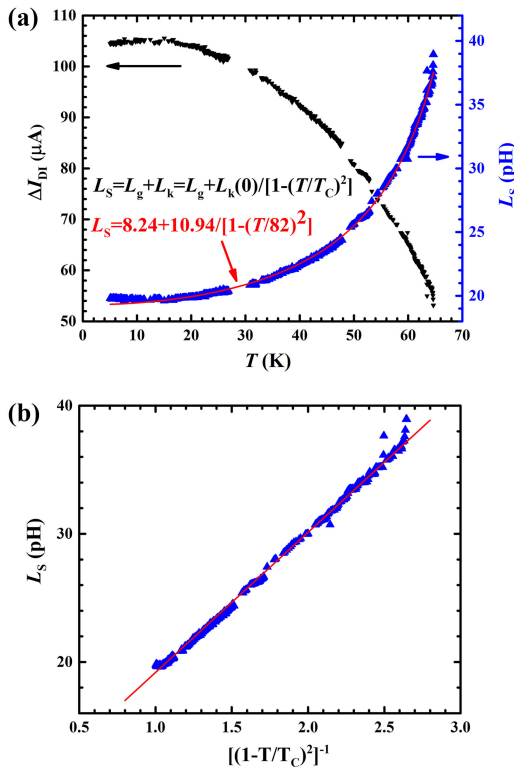 (a)
110
100
90
80
70
60
50
ΔI_DI (μA)
40
35
30
25
20
L_S (pH)
L_S=L_g+L_k=L_g+L_k(0)/[1-(T/T_C)^2]
L_S=8.24+10.94/[1-(T/82)^2]
0 10 20 30 40 50 60 70
T (K)
(b)
40
30
20
L_S (pH)
0.5 1.0 1.5 2.0 2.5 3.0
[(1-T/T_C)^2]^-1